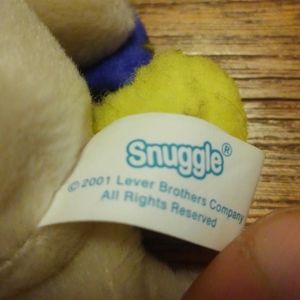 Snuggle®
© 2001 Lever Brothers Company
All Rights Reserved